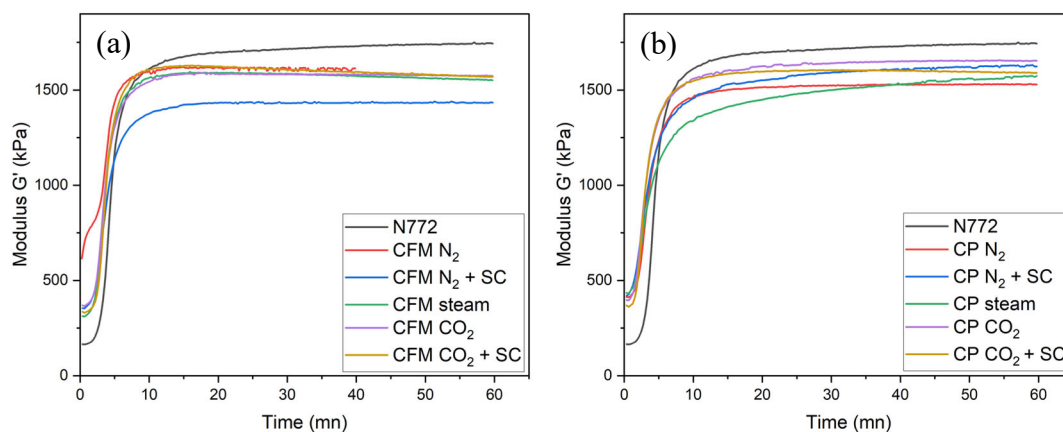 (a)
Modulus G' (kPa)
1500
1000
500
0
N772
CFM N₂
CFM N₂ + SC
CFM steam
CFM CO₂
CFM CO₂ + SC
0 10 20 30 40 50 60
Time (mn)
(b)
Modulus G' (kPa)
1500
1000
500
0
N772
CP N₂
CP N₂ + SC
CP steam
CP CO₂
CP CO₂ + SC
0 10 20 30 40 50 60
Time (mn)